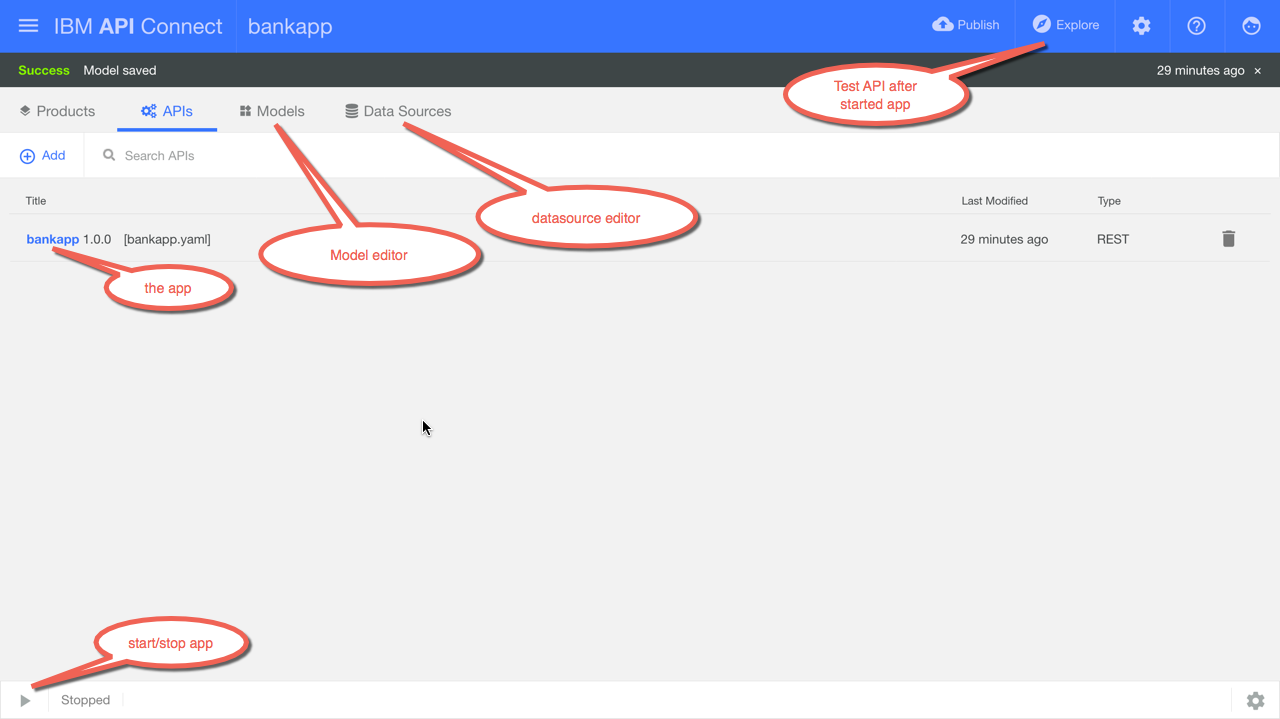 IBM API Connect bankapp Publish Explore
Success Model saved 29 minutes ago ×
Test API after
started app
Products APIs Models Data Sources
Add Search APIs
Title Last Modified Type
datasource editor
bankapp 1.0.0 [bankapp.yaml] 29 minutes ago REST
Model editor
the app
start/stop app
Stopped